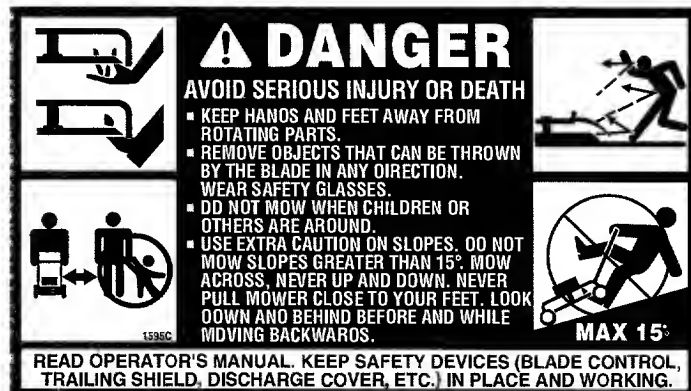 DANGER
AVOID SERIOUS INJURY OR DEATH
▪ KEEP HANOS AND FEET AWAY FROM
ROTATING PARTS.
▪ REMOVE OBJECTS THAT CAN BE THROWN
BY THE BLADE IN ANY OIRECTION.
WEAR SAFETY GLASSES.
▪ DD NOT MOW WHEN CHILDREN OR
OTHERS ARE AROUND.
▪ USE EXTRA CAUTION ON SLOPES. OO NOT
MOW SLOPES GREATER THAN 15°. MOW
ACROSS, NEVER UP AND DOWN. NEVER
PULL MOWER CLOSE TO YOUR FEET. LOOK
OOWN ANO BEHIND BEFORE AND WHILE
MDVING BACKWAROS.
1595C
MAX 15°
READ OPERATOR'S MANUAL. KEEP SAFETY DEVICES (BLADE CONTROL,
TRAILING SHIELD, DISCHARGE COVER, ETC.) IN PLACE AND WORKING.